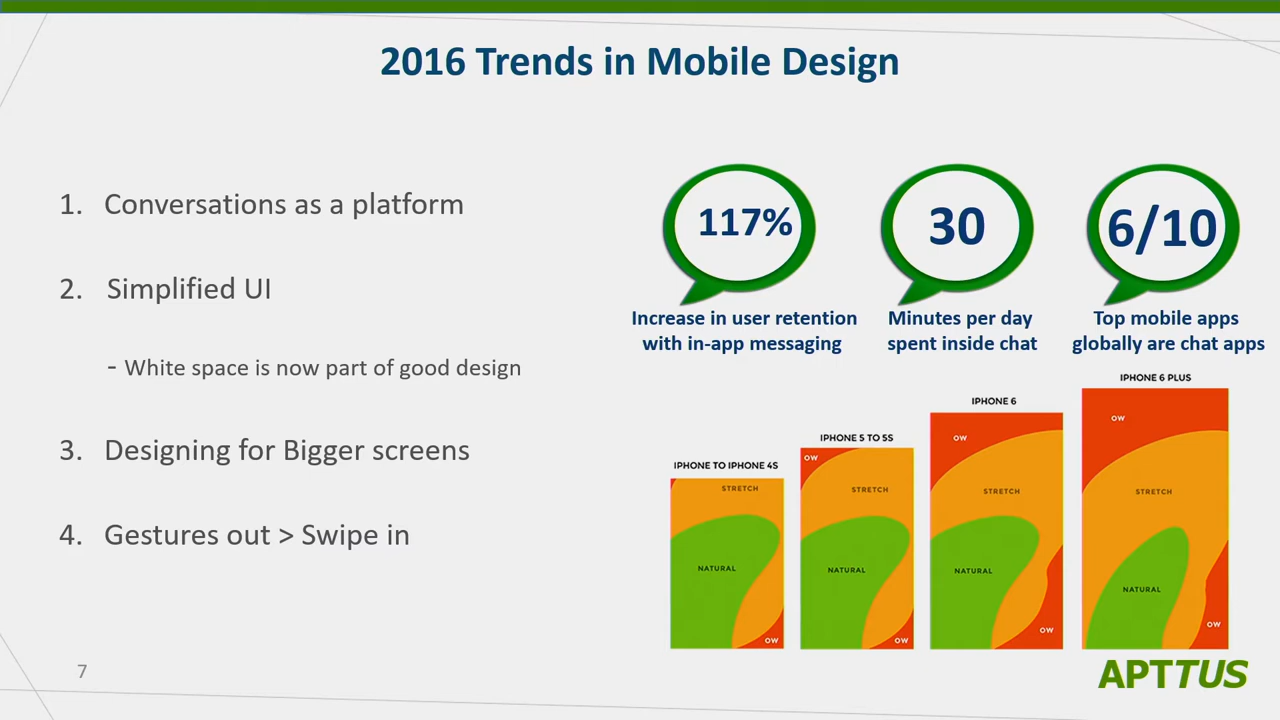 2016 Trends in Mobile Design
1. Conversations as a platform
2. Simplified UI
- White space is now part of good design
3. Designing for Bigger screens
4. Gestures out > Swipe in
117%
Increase in user retention
with in-app messaging
30
Minutes per day
spent inside chat
6/10
Top mobile apps
globally are chat apps
IPHONE TO IPHONE 4S
STRETCH
NATURAL
OW
IPHONE 5 TO 5S
OW
STRETCH
NATURAL
OW
IPHONE 6
OW
STRETCH
NATURAL
OW
IPHONE 6 PLUS
OW
STRETCH
NATURAL
OW
7
APTTUS